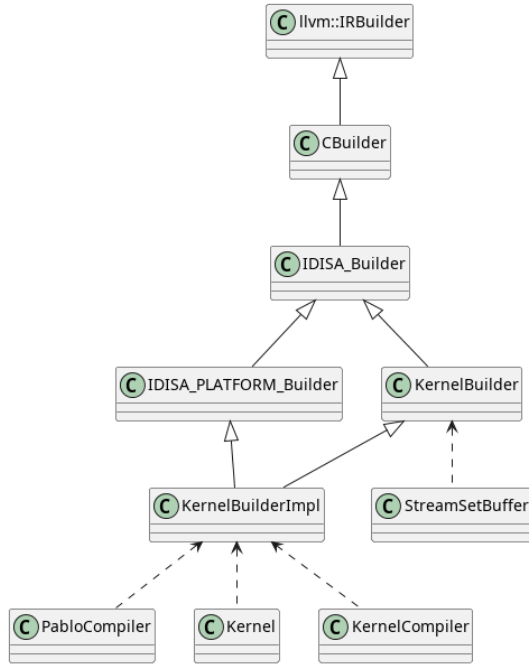 C llvm::IRBuilder
C CBuilder
C IDISA_Builder
C IDISA_PLATFORM_Builder
C KernelBuilder
C KernelBuilderImpl
C StreamSetBuffer
C PabloCompiler
C Kernel
C KernelCompiler